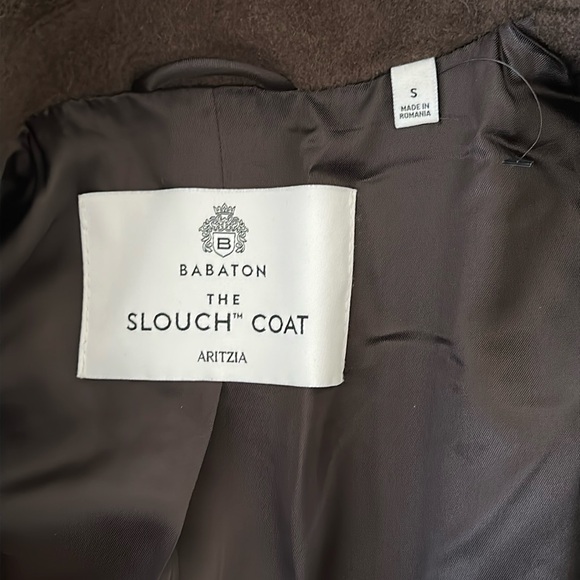 S
MADE IN
ROMANIA
B
BABATON
THE
SLOUCH™ COAT
ARITZIA